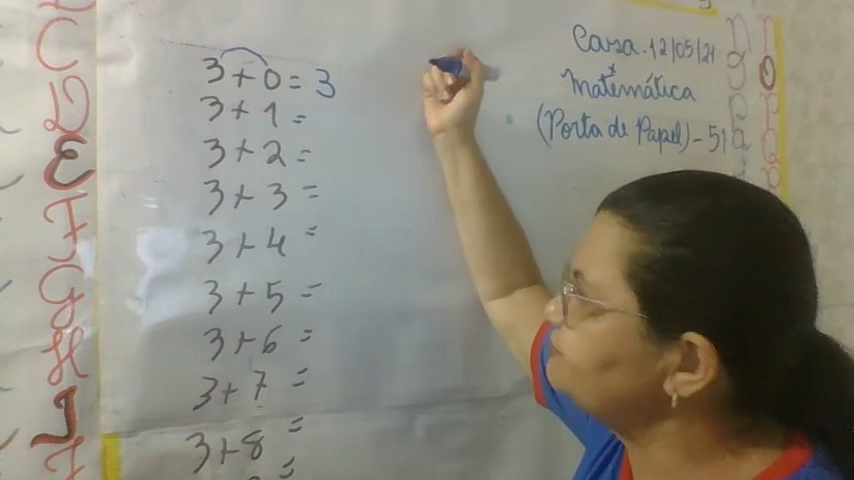 3 + 0 = 3
3 + 1 =
3 + 2 =
3 + 3 =
3 + 4 =
3 + 5 =
3 + 6 =
3 + 7 =
3 + 8 =
=
Casa. 12/05/21
Matemática
(Porta de Papel) - 51